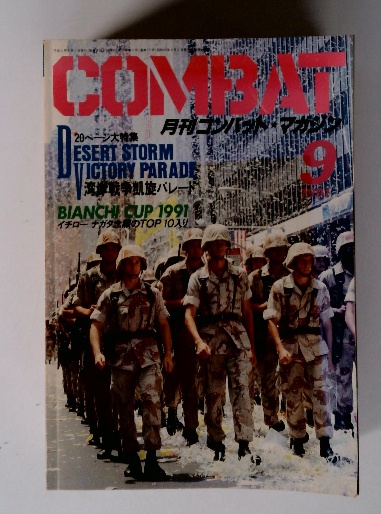 COMBAT
月刊コンバット・マガジン
9
20ページ大特集
DESERT STORM
VICTORY PARADE
湾岸戦争凱旋パレード
BIANCHI CUP 1991
イチロー ナガタ念願のTOP 10入り